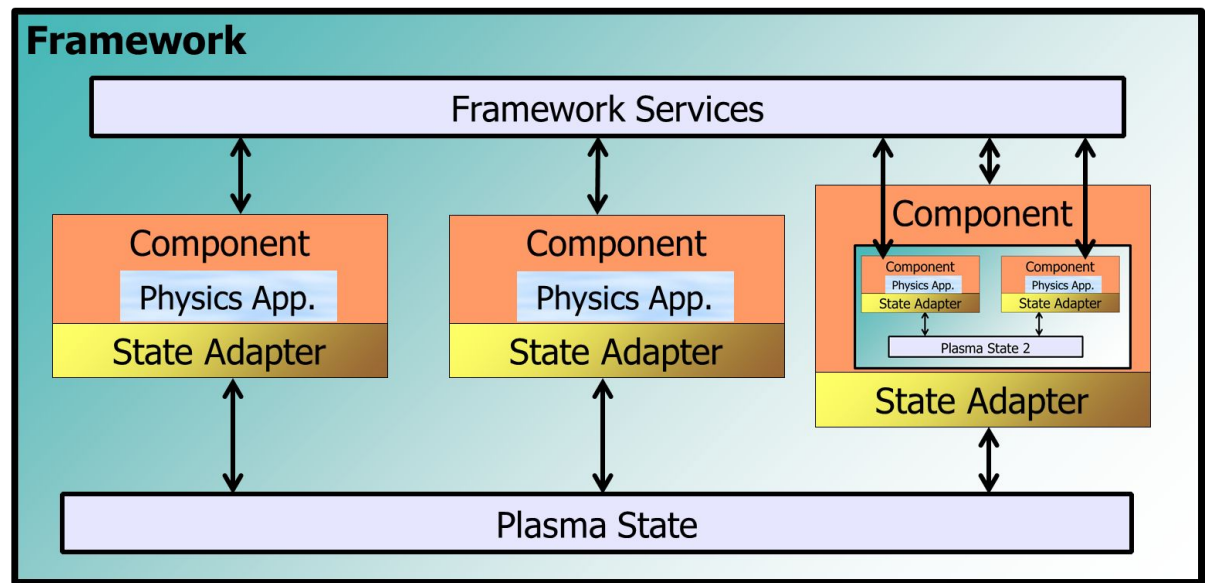 Framework
Framework Services
Component
Physics App.
State Adapter
Component
Physics App.
State Adapter
Component
Component
Physics App.
State Adapter
Component
Physics App.
State Adapter
Plasma State 2
State Adapter
Plasma State